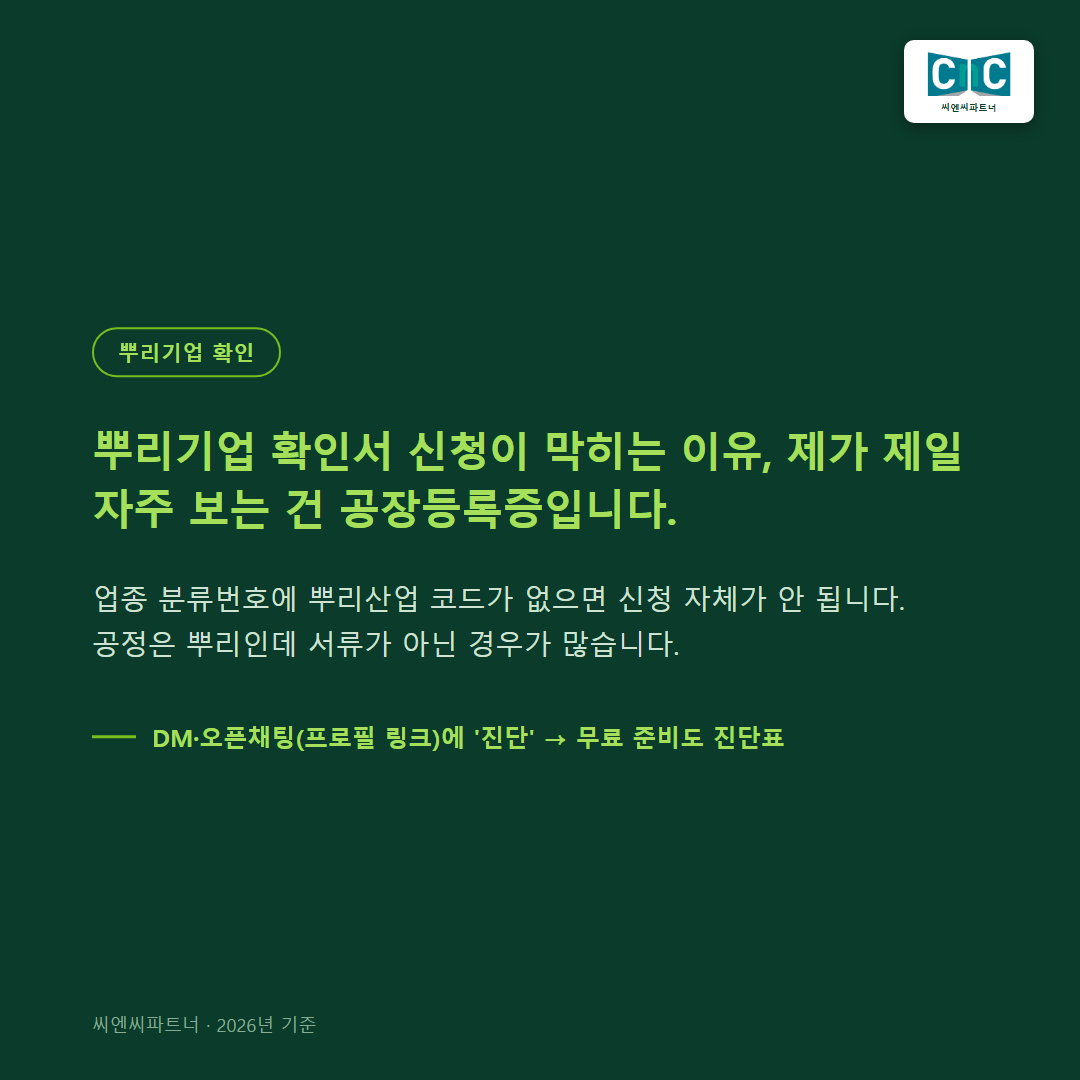 CnC
씨엔씨파트너
뿌리기업 확인
뿌리기업 확인서 신청이 막히는 이유, 제가 제일
자주 보는 건 공장등록증입니다.
업종 분류번호에 뿌리산업 코드가 없으면 신청 자체가 안 됩니다.
공정은 뿌리인데 서류가 아닌 경우가 많습니다.
DM·오픈채팅(프로필 링크)에 '진단' → 무료 준비도 진단표
씨엔씨파트너 · 2026년 기준